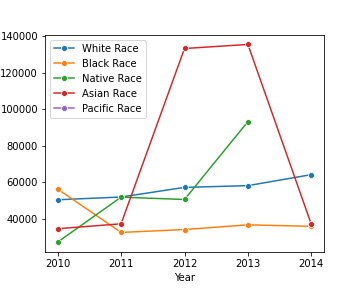 140000
120000
100000
80000
60000
40000
White Race
Black Race
Native Race
Asian Race
Pacific Race
2010 2011 2012 2013 2014
Year